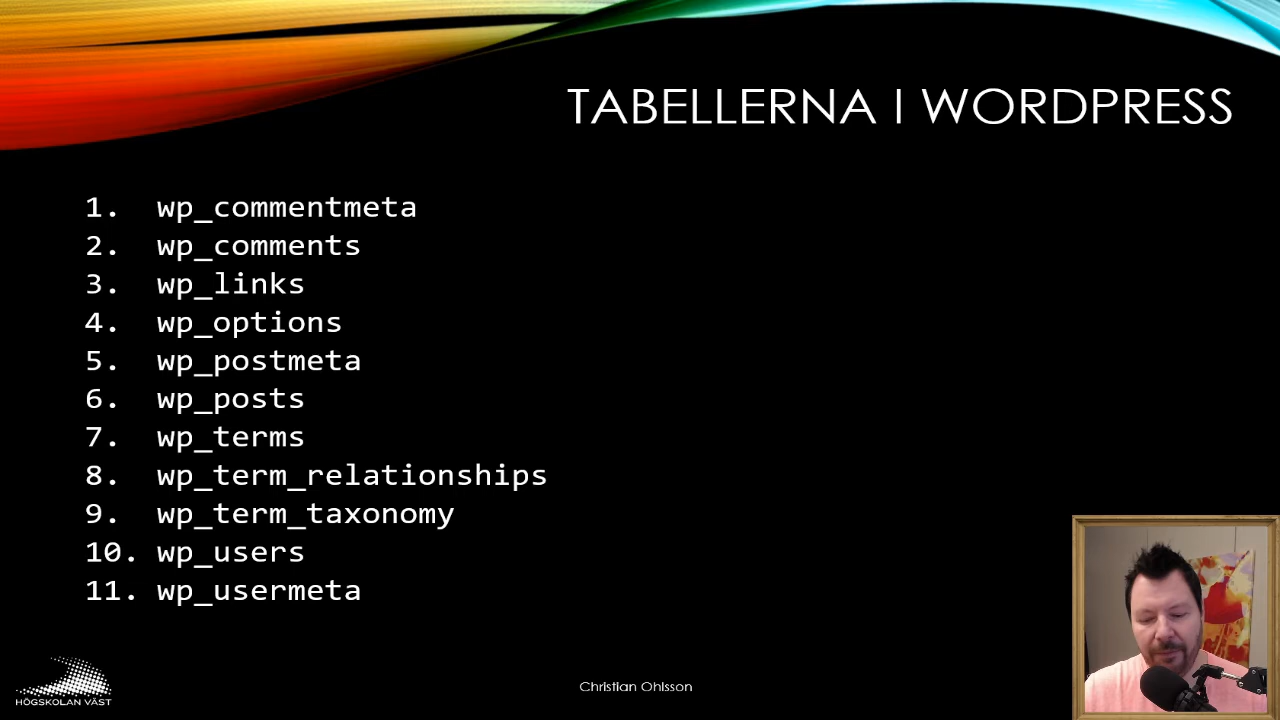 TABELLERNA I WORDPRESS
1. wp_commentmeta
2. wp_comments
3. wp_links
4. wp_options
5. wp_postmeta
6. wp_posts
7. wp_terms
8. wp_term_relationships
9. wp_term_taxonomy
10. wp_users
11. wp_usermeta
HÖGSKOLAN VÄST
Christian Ohlsson